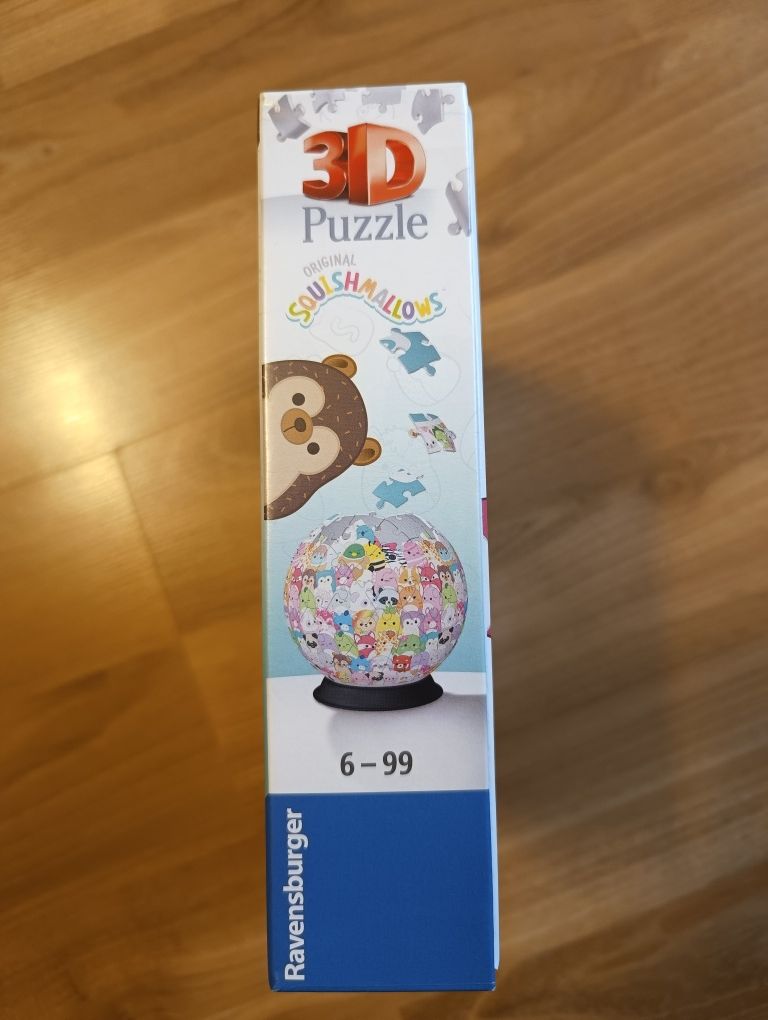 3D
Puzzle
ORIGINAL
SQUISHMALLOWS
6 – 99
Ravensburger